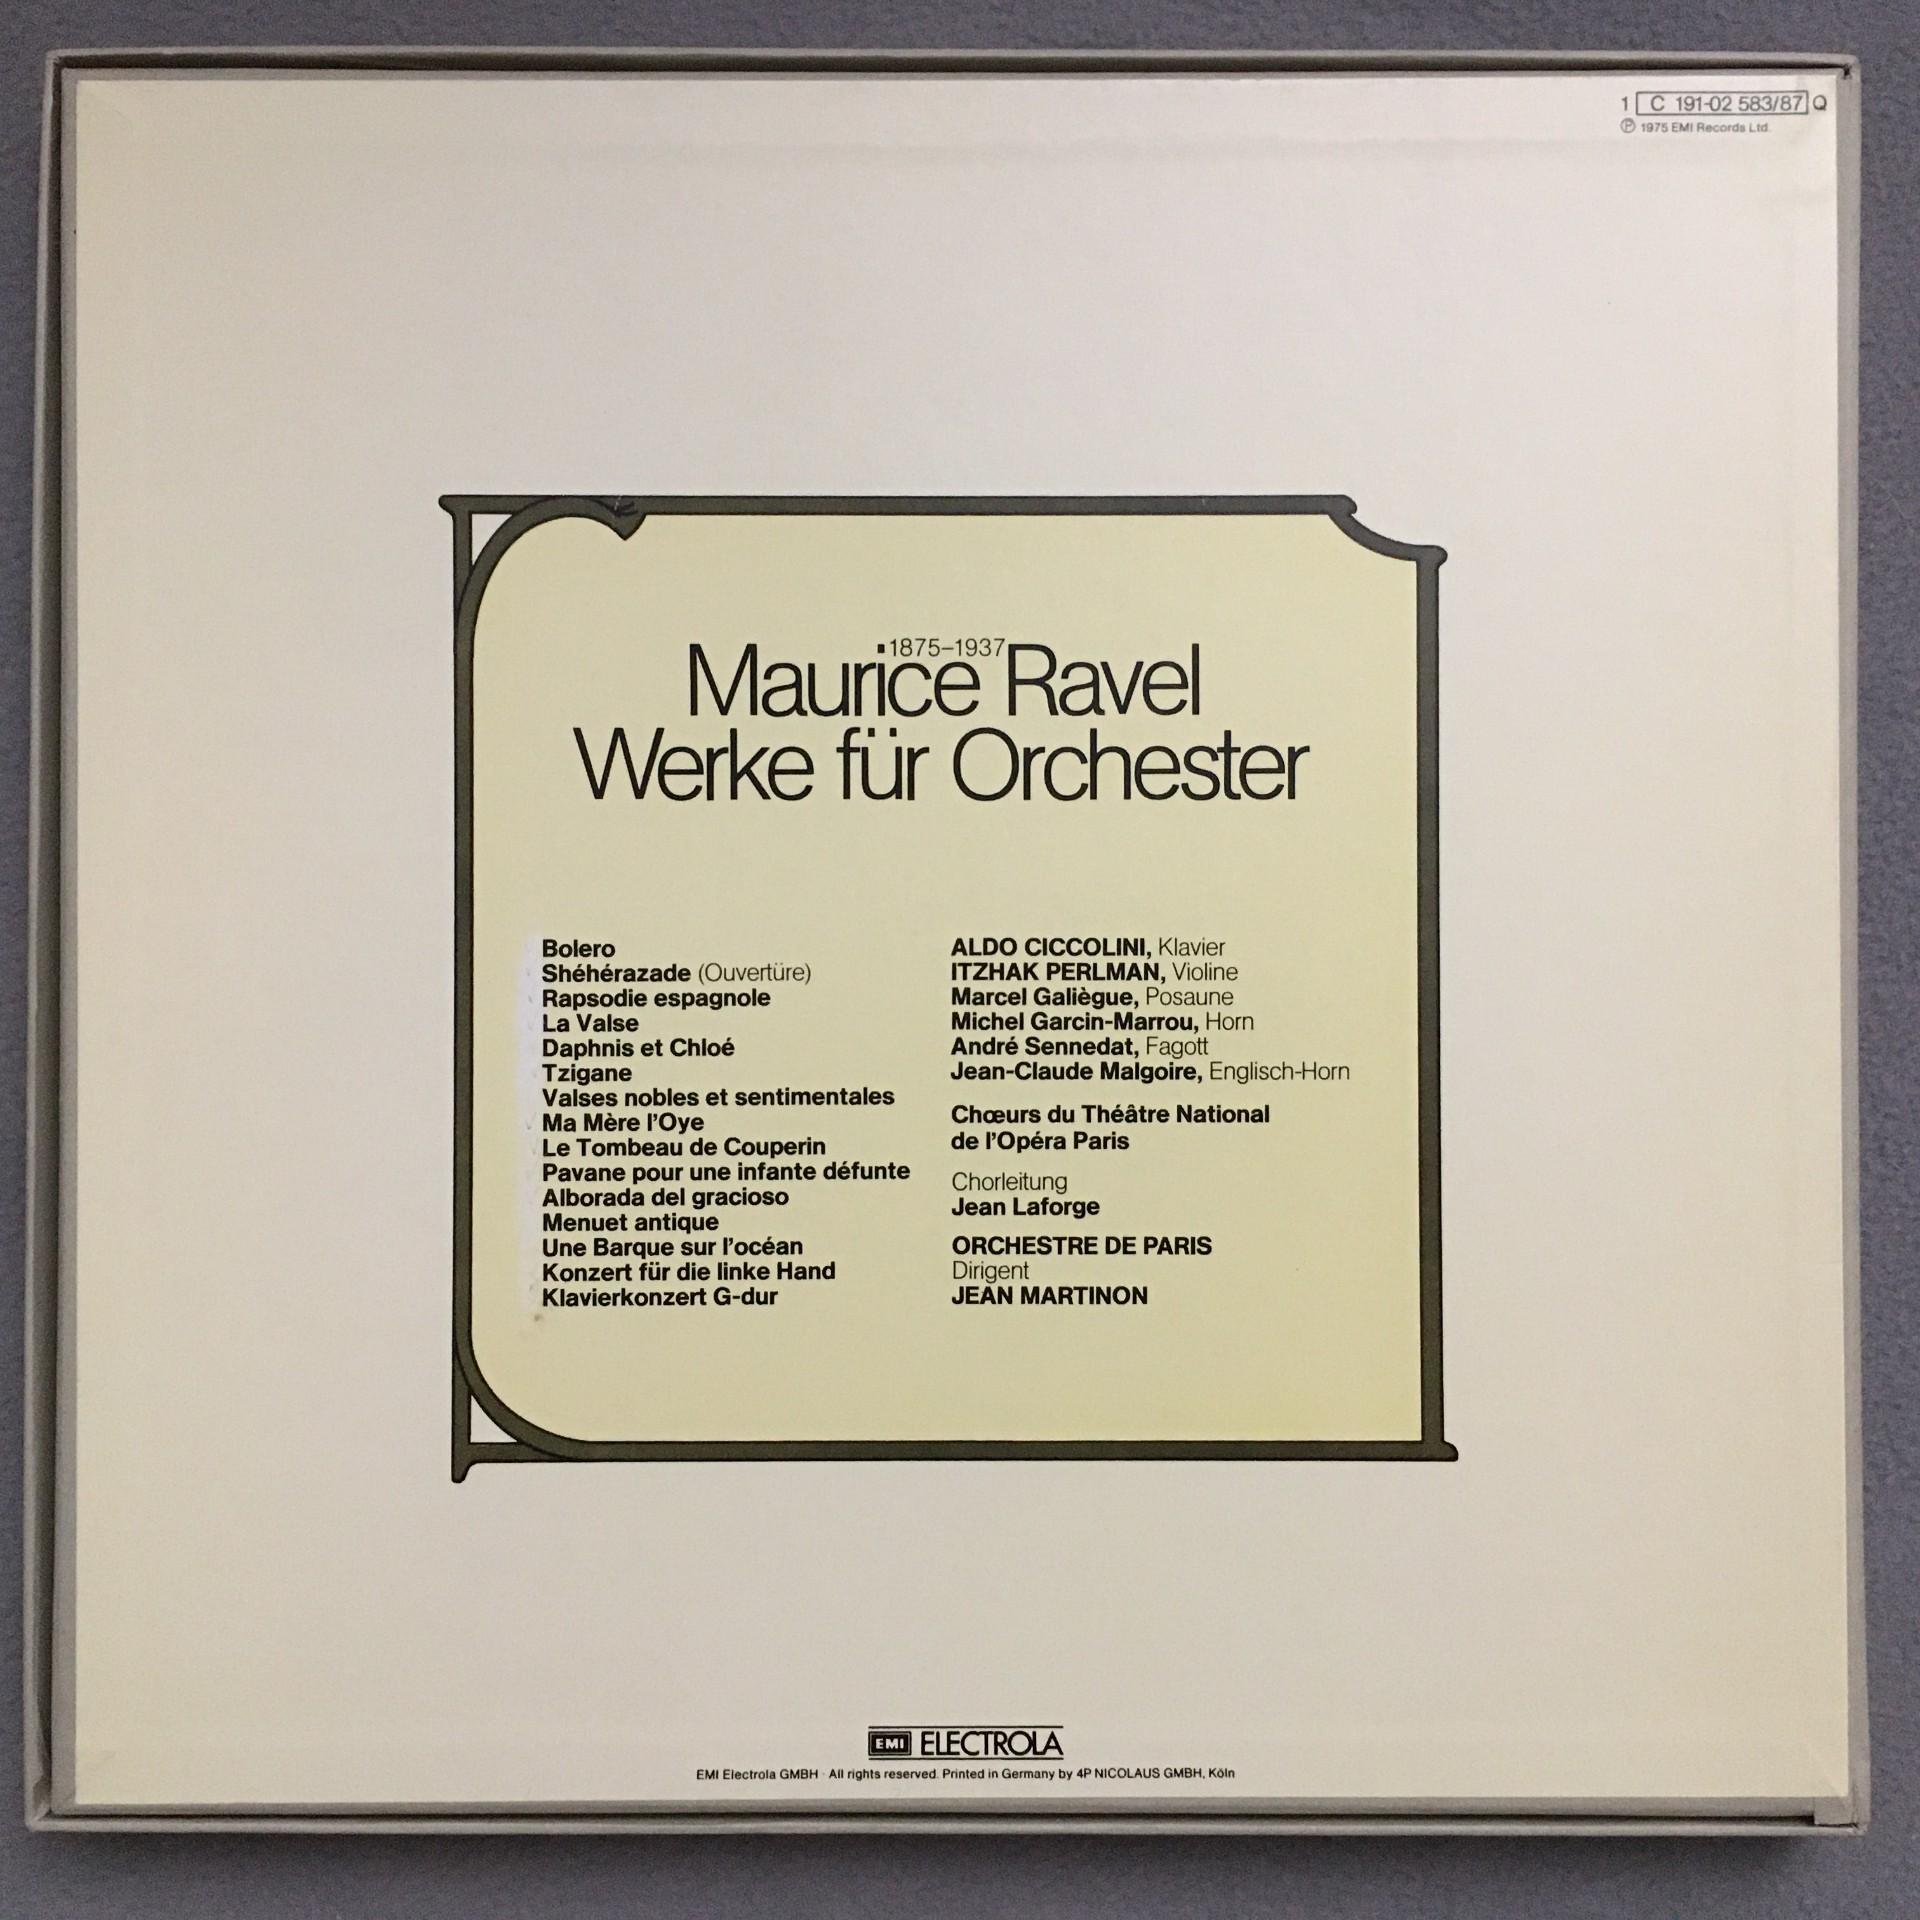 1 C 191-02 583/87 Q
℗ 1975 EMI Records Ltd.
1875–1937
Maurice Ravel
Werke für Orchester
Bolero
Shéhérazade (Ouvertüre)
Rapsodie espagnole
La Valse
Daphnis et Chloé
Tzigane
Valses nobles et sentimentales
Ma Mère l'Oye
Le Tombeau de Couperin
Pavane pour une infante défunte
Alborada del gracioso
Menuet antique
Une Barque sur l'océan
Konzert für die linke Hand
Klavierkonzert G-dur
ALDO CICCOLINI, Klavier
ITZHAK PERLMAN, Violine
Marcel Galiègue, Posaune
Michel Garcin-Marrou, Horn
André Sennedat, Fagott
Jean-Claude Malgoire, Englisch-Horn
Chœurs du Théâtre National
de l'Opéra Paris
Chorleitung
Jean Laforge
ORCHESTRE DE PARIS
Dirigent
JEAN MARTINON
EMI ELECTROLA
EMI Electrola GMBH · All rights reserved. Printed in Germany by 4P NICOLAUS GMBH, Köln